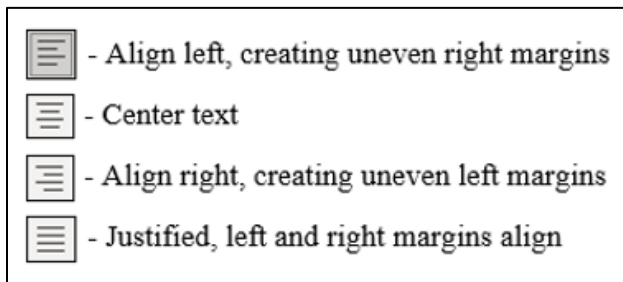 - Align left, creating uneven right margins
- Center text
- Align right, creating uneven left margins
- Justified, left and right margins align